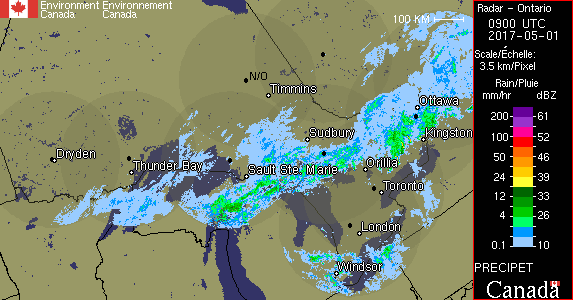 Environment Environnement
Canada Canada
Radar - Ontario
0900 UTC
2017-05-01
Scale/Échelle:
3.5 km/Pixel
Rain/Pluie
mm/hr dBZ
200 61
100 52
50 46
24 39
12 33
4 26
0.1 10
PRECIPET
Canada
100 KM
N/O
Timmins
Ottawa
Sudbury
Kingston
Dryden
Thunder Bay
Sault Ste. Marie
Orillia
Toronto
London
Windsor